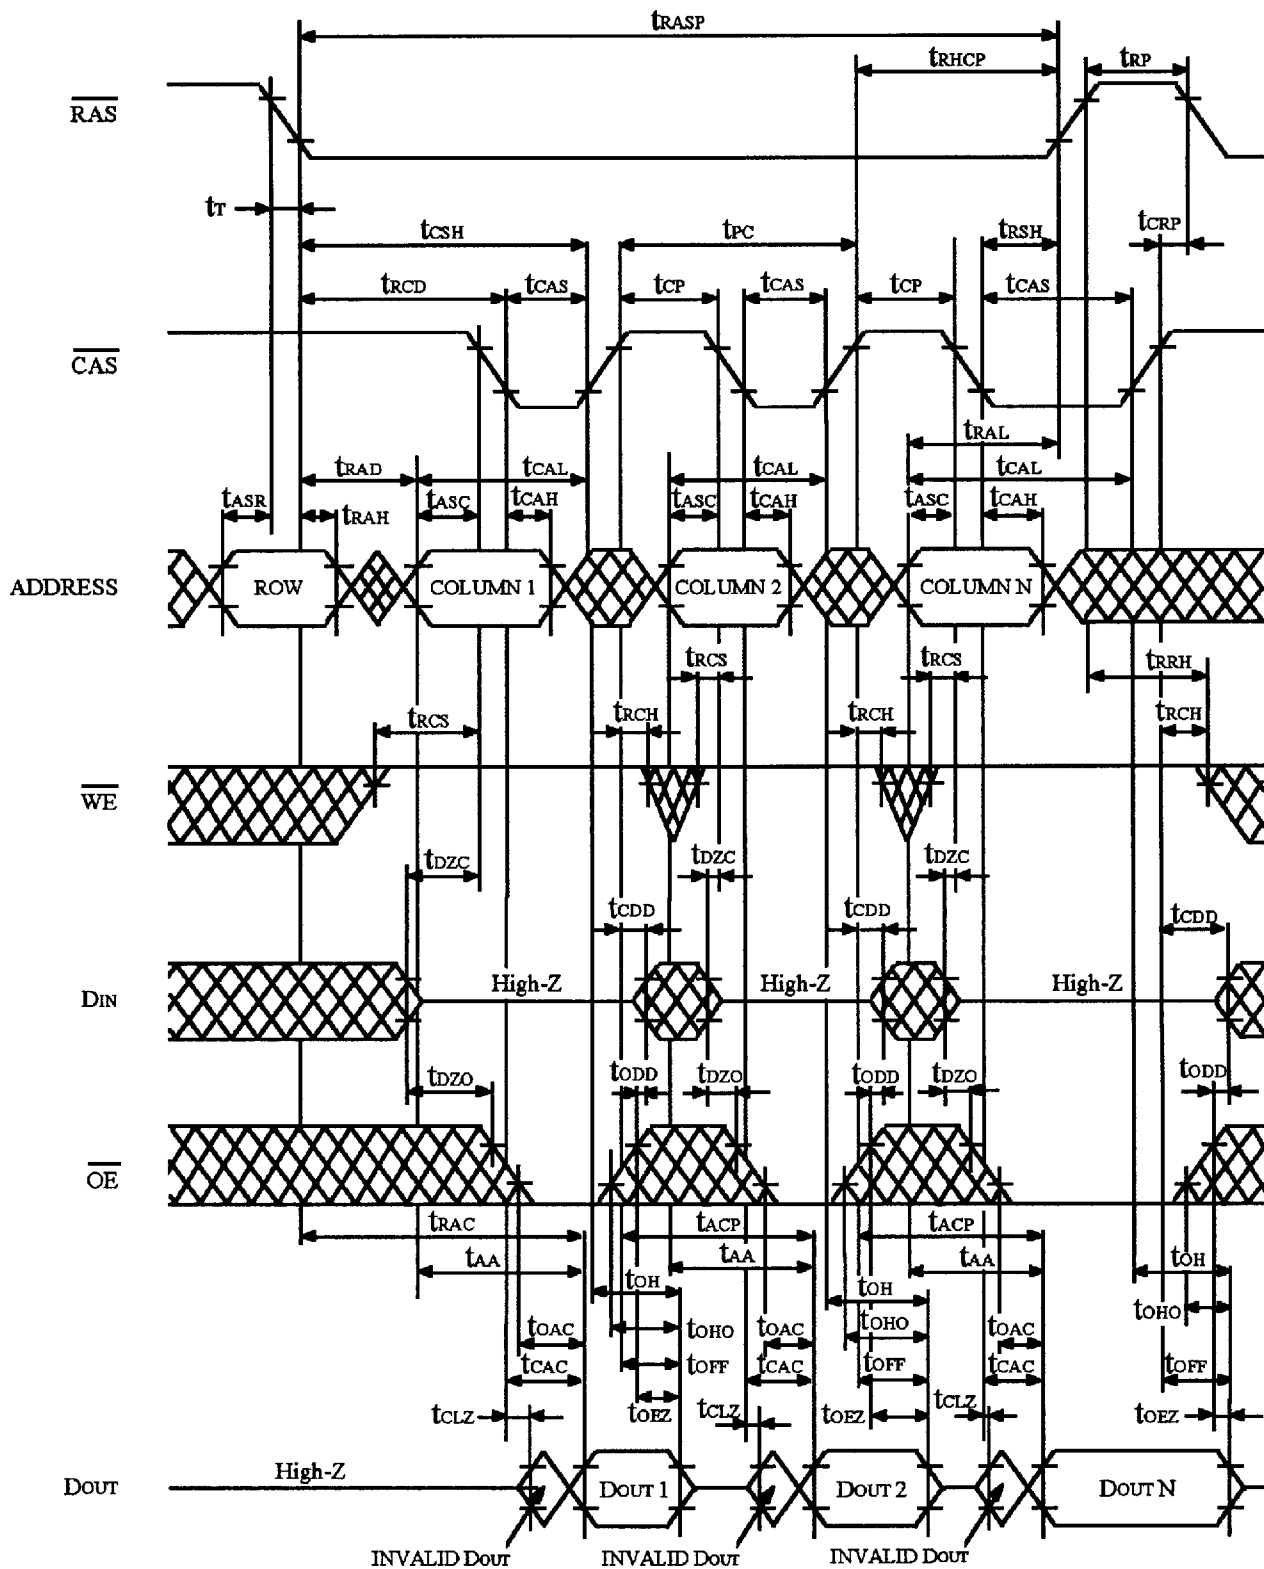 tRASP
tRHCP tRP
RAS
tT tCSH tPC tRSH tCRP
tRCD tCAS tCP tCAS tCP tCAS
CAS
tRAL
tRAD tCAL tCAL tCAL
tASR tRAH tASC tCAH tASC tCAH tASC tCAH
ADDRESS ROW COLUMN 1 COLUMN 2 COLUMN N
tRCS tRCS tRRH
tRCS tRCH tRCH tRCH
WE
tDZC tDZC tDZC
tCDD tCDD tCDD
DIN High-Z High-Z High-Z
tDZO tODD tDZO tODD tDZO tODD
OE
tRAC tACP tACP
tAA tAA tAA tOH
tOH tOH
tOHO tOHO tOHO
tOAC tOAC tOAC
tCAC tOFF tCAC tOFF tCAC tOFF
tCLZ tOEZ tCLZ tOEZ tCLZ tOEZ
High-Z
DOUT DOUT 1 DOUT 2 DOUT N
INVALID DOUT INVALID DOUT INVALID DOUT